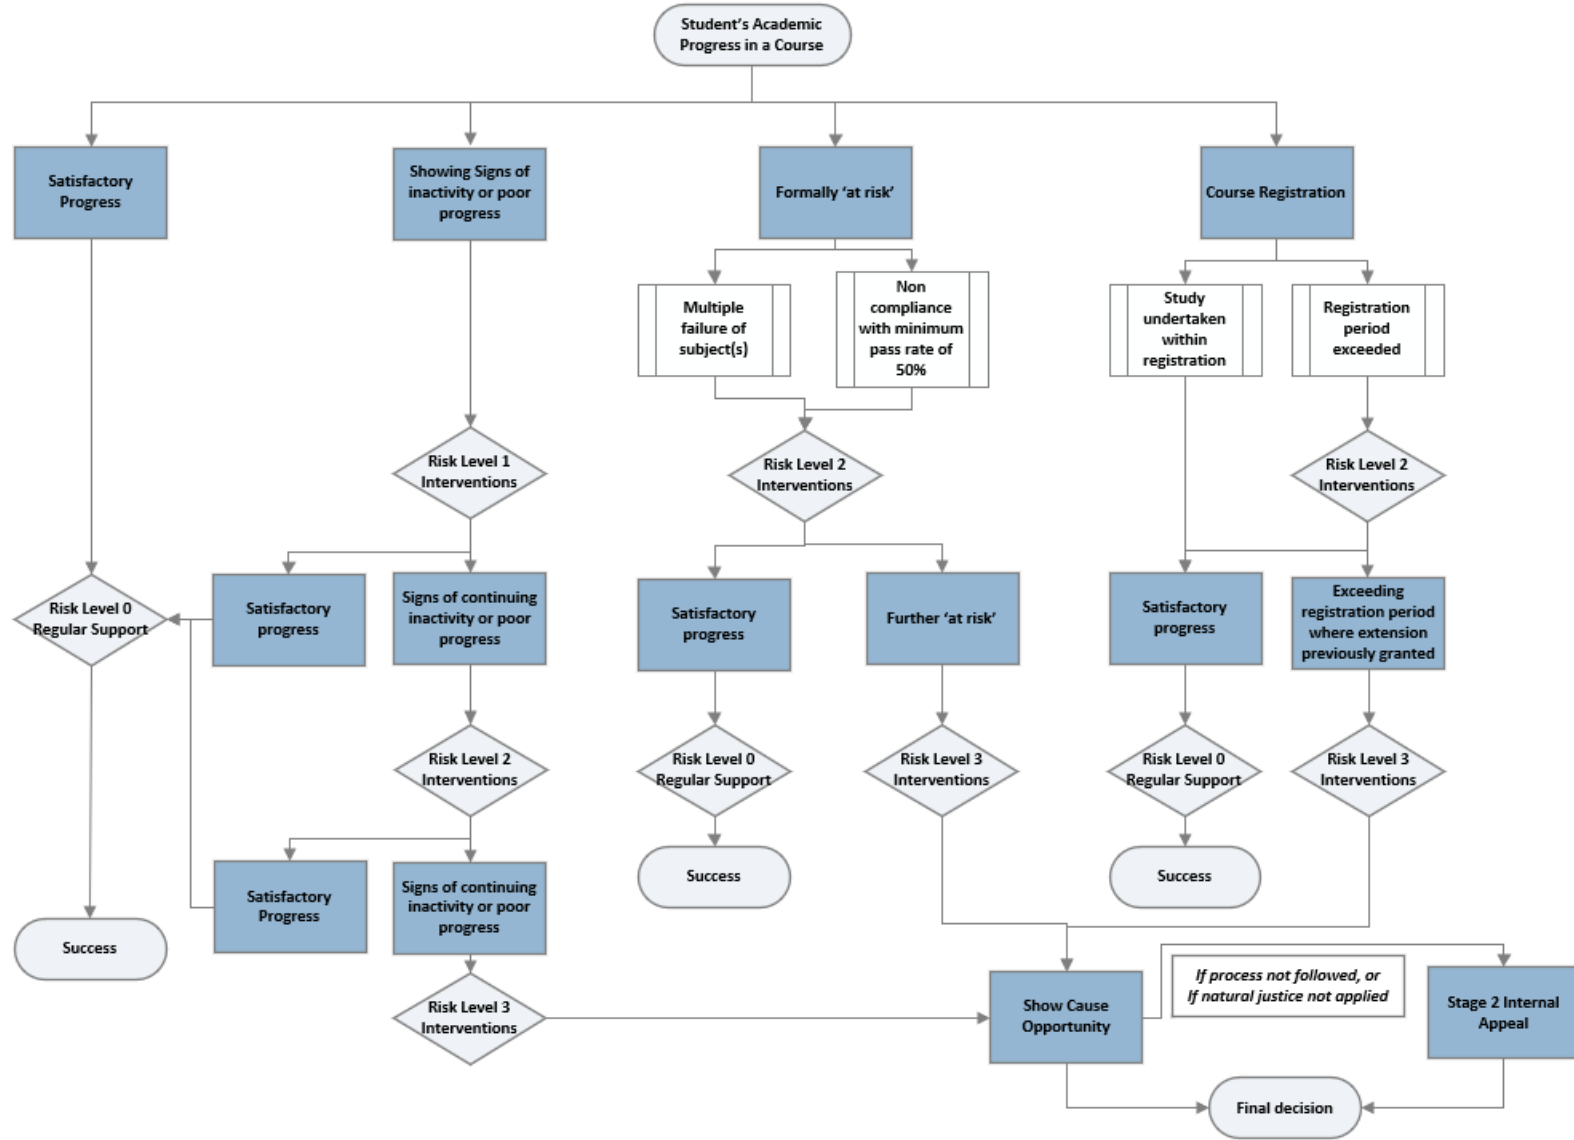 Student's Academic
Progress in a Course
Satisfactory
Progress
Showing Signs of
inactivity or poor
progress
Formally 'at risk'
Course Registration
Multiple
failure of
subject(s)
Non
compliance
with minimum
pass rate of
50%
Study
undertaken
within
registration
Registration
period
exceeded
Risk Level 1
Interventions
Risk Level 2
Interventions
Risk Level 2
Interventions
Risk Level 0
Regular Support
Satisfactory
progress
Signs of continuing
inactivity or poor
progress
Satisfactory
progress
Further 'at risk'
Satisfactory
progress
Exceeding
registration period
where extension
previously granted
Risk Level 2
Interventions
Risk Level 0
Regular Support
Risk Level 3
Interventions
Risk Level 0
Regular Support
Risk Level 3
Interventions
Satisfactory
Progress
Signs of continuing
inactivity or poor
progress
Success
Success
Success
Risk Level 3
Interventions
Show Cause
Opportunity
If process not followed, or
If natural justice not applied
Stage 2 Internal
Appeal
Final decision